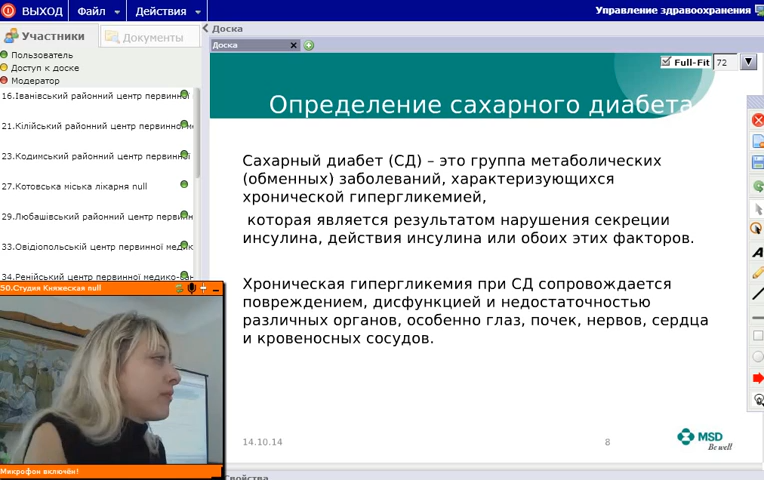 ВЫХОД Файл Действия Управление здравоохранения
Участники Документы
Пользователь
Доступ к доске
Модератор
16.Іванівський районний центр первинної
21.Кілійський районний центр первинної
23.Кодимський районний центр первинної
27.Котовська міська лікарня null
29.Любашівський районний центр первинн
33.Овідіопольській центр первинної медик
34.Ренійський центр первинної медико-сан
50.Студия Княжеская null
Микрофон включён!
Доска
Доска
Full-Fit 72
Определение сахарного диабета
Сахарный диабет (СД) – это группа метаболических
(обменных) заболеваний, характеризующихся
хронической гипергликемией,
которая является результатом нарушения секреции
инсулина, действия инсулина или обоих этих факторов.
Хроническая гипергликемия при СД сопровождается
повреждением, дисфункцией и недостаточностью
различных органов, особенно глаз, почек, нервов, сердца
и кровеносных сосудов.
14.10.14
8
MSD
Be well
Свойства